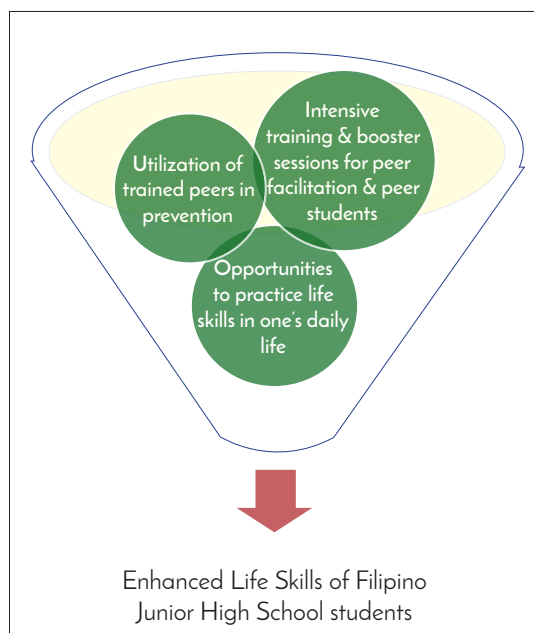 Utilization of
trained peers in
prevention
Intensive
training & booster
sessions for peer
facilitation & peer
students
Opportunities
to practice life
skills in one's daily
life
Enhanced Life Skills of Filipino
Junior High School students